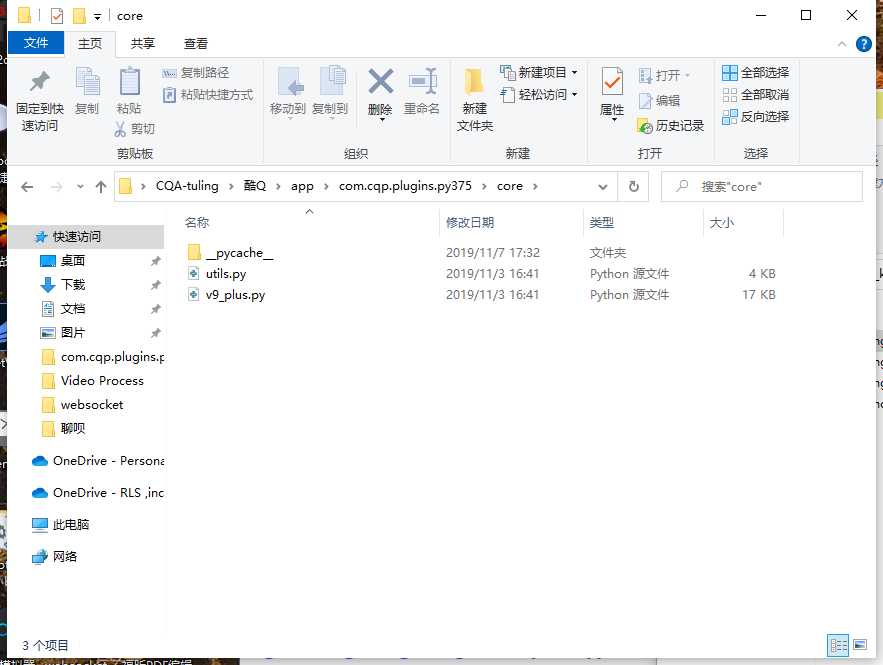 core
文件 主页 共享 查看
固定到快速访问
复制
粘贴
复制路径
粘贴快捷方式
剪切
剪贴板
移动到
复制到
删除
重命名
组织
新建文件夹
新建项目
轻松访问
新建
属性
打开
编辑
历史记录
打开
全部选择
全部取消
反向选择
选择
CQA-tuling › 酷Q › app › com.cqp.plugins.py375 › core ›
搜索"core"
名称 修改日期 类型 大小
__pycache__ 2019/11/7 17:32 文件夹
utils.py 2019/11/3 16:41 Python 源文件 4 KB
v9_plus.py 2019/11/3 16:41 Python 源文件 17 KB
快速访问
桌面
下载
文档
图片
com.cqp.plugins.p
Video Process
websocket
聊呗
OneDrive - Persona
OneDrive - RLS ,inc
此电脑
网络
3 个项目